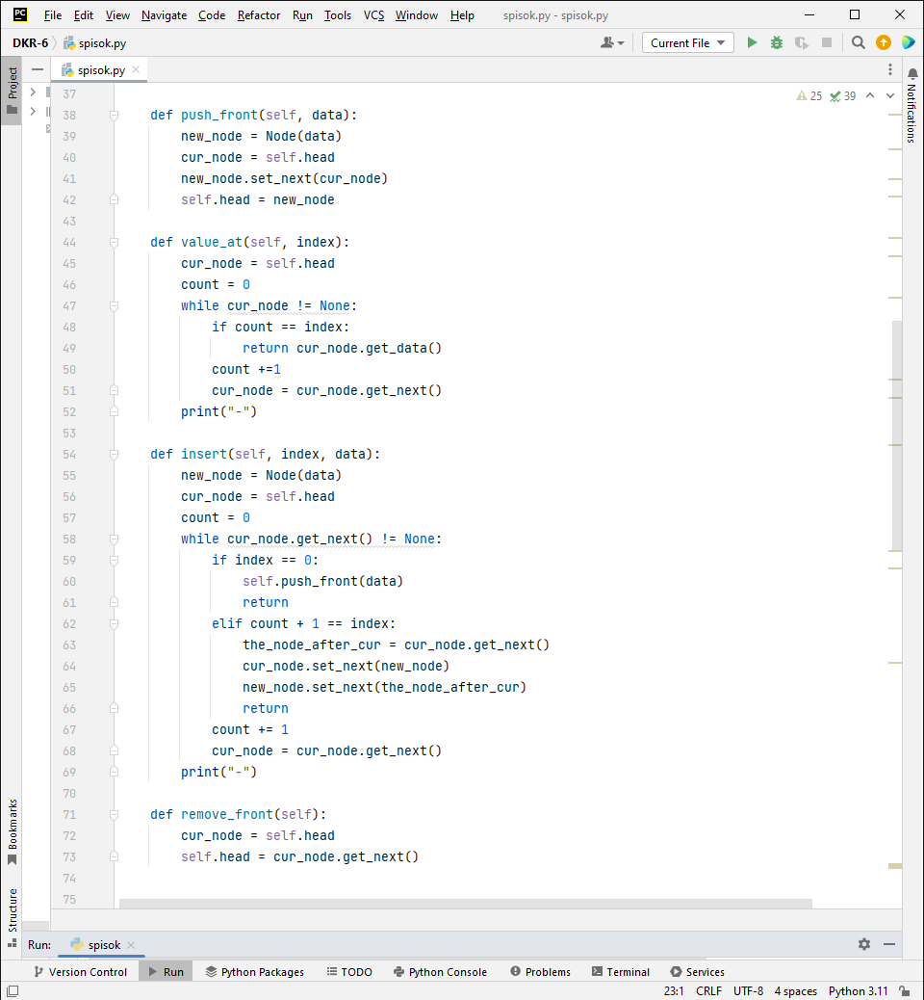 PC File Edit View Navigate Code Refactor Run Tools VCS Window Help spisok.py - spisok.py
DKR-6 spisok.py Current File
Project
spisok.py
25 39
Notifications
37
38 def push_front(self, data):
39 new_node = Node(data)
40 cur_node = self.head
41 new_node.set_next(cur_node)
42 self.head = new_node
43
44 def value_at(self, index):
45 cur_node = self.head
46 count = 0
47 while cur_node != None:
48 if count == index:
49 return cur_node.get_data()
50 count +=1
51 cur_node = cur_node.get_next()
52 print("-")
53
54 def insert(self, index, data):
55 new_node = Node(data)
56 cur_node = self.head
57 count = 0
58 while cur_node.get_next() != None:
59 if index == 0:
60 self.push_front(data)
61 return
62 elif count + 1 == index:
63 the_node_after_cur = cur_node.get_next()
64 cur_node.set_next(new_node)
65 new_node.set_next(the_node_after_cur)
66 return
67 count += 1
68 cur_node = cur_node.get_next()
69 print("-")
70
71 def remove_front(self):
72 cur_node = self.head
73 self.head = cur_node.get_next()
74
75
Bookmarks
Structure
Run: spisok
Version Control Run Python Packages TODO Python Console Problems Terminal Services
23:1 CRLF UTF-8 4 spaces Python 3.11